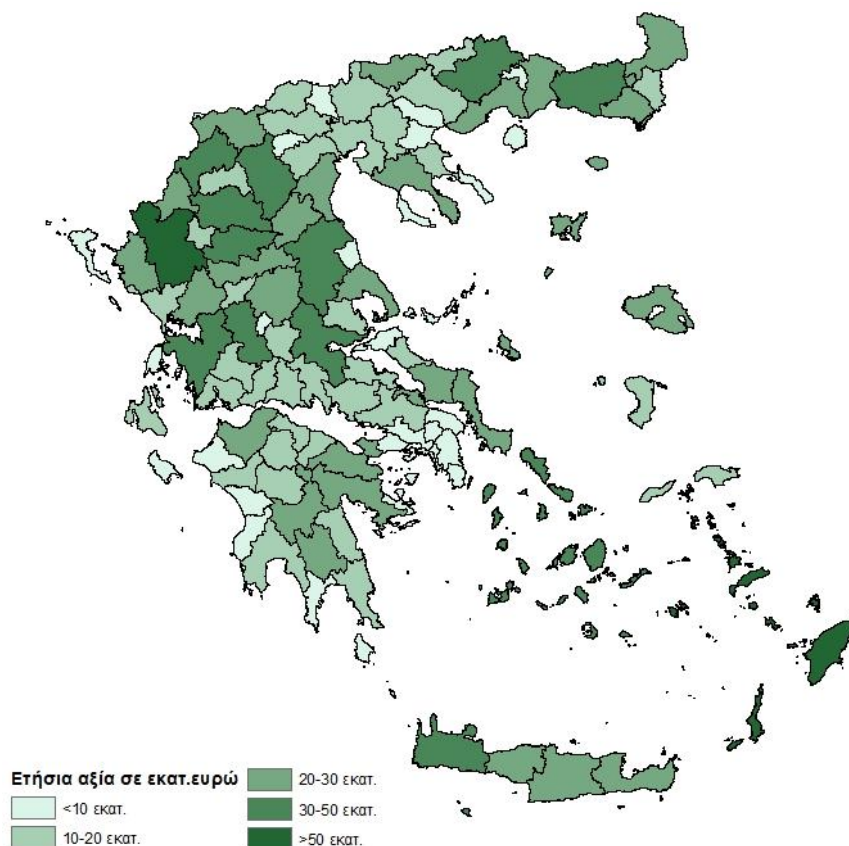 Ετήσια αξία σε εκατ.ευρώ
<10 εκατ.
10-20 εκατ.
20-30 εκατ.
30-50 εκατ.
>50 εκατ.